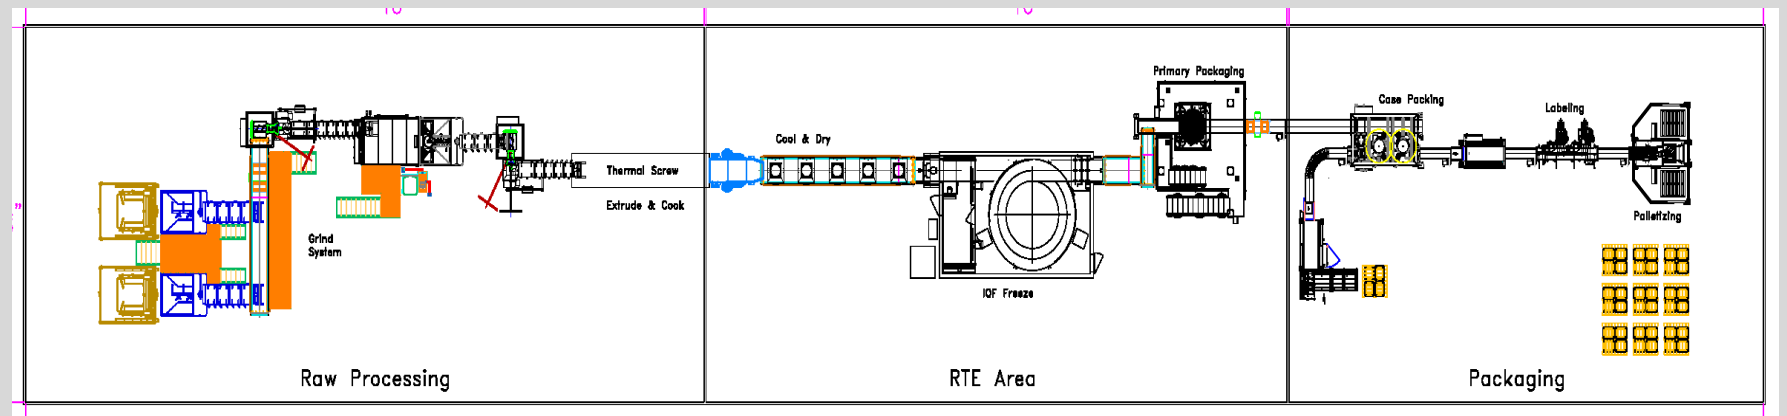 Primary Packaging
Case Packing
Labeling
Cool & Dry
Thermal Screw
Extrude & Cook
Palletizing
Grind
System
IQF Freeze
Raw Processing
RTE Area
Packaging